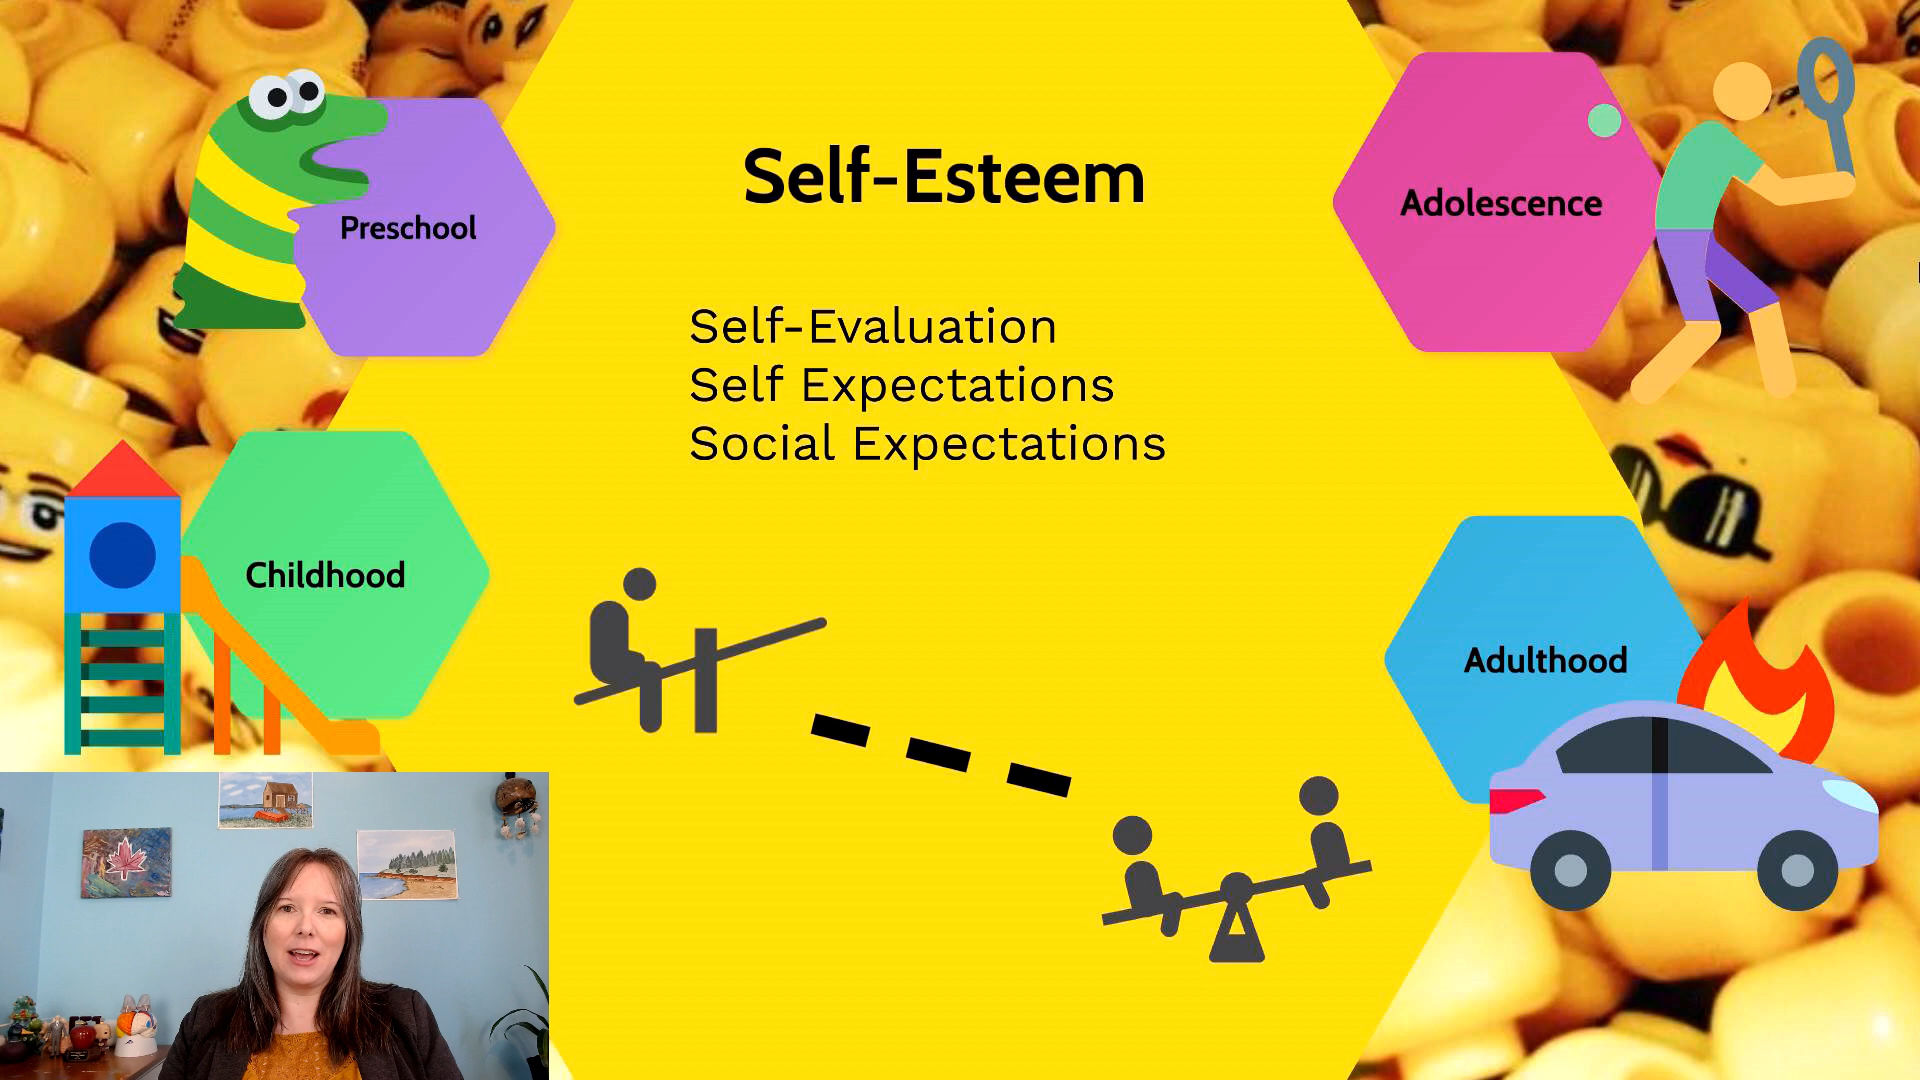 Self-Esteem
Self-Evaluation
Self Expectations
Social Expectations
Preschool
Childhood
Adolescence
Adulthood